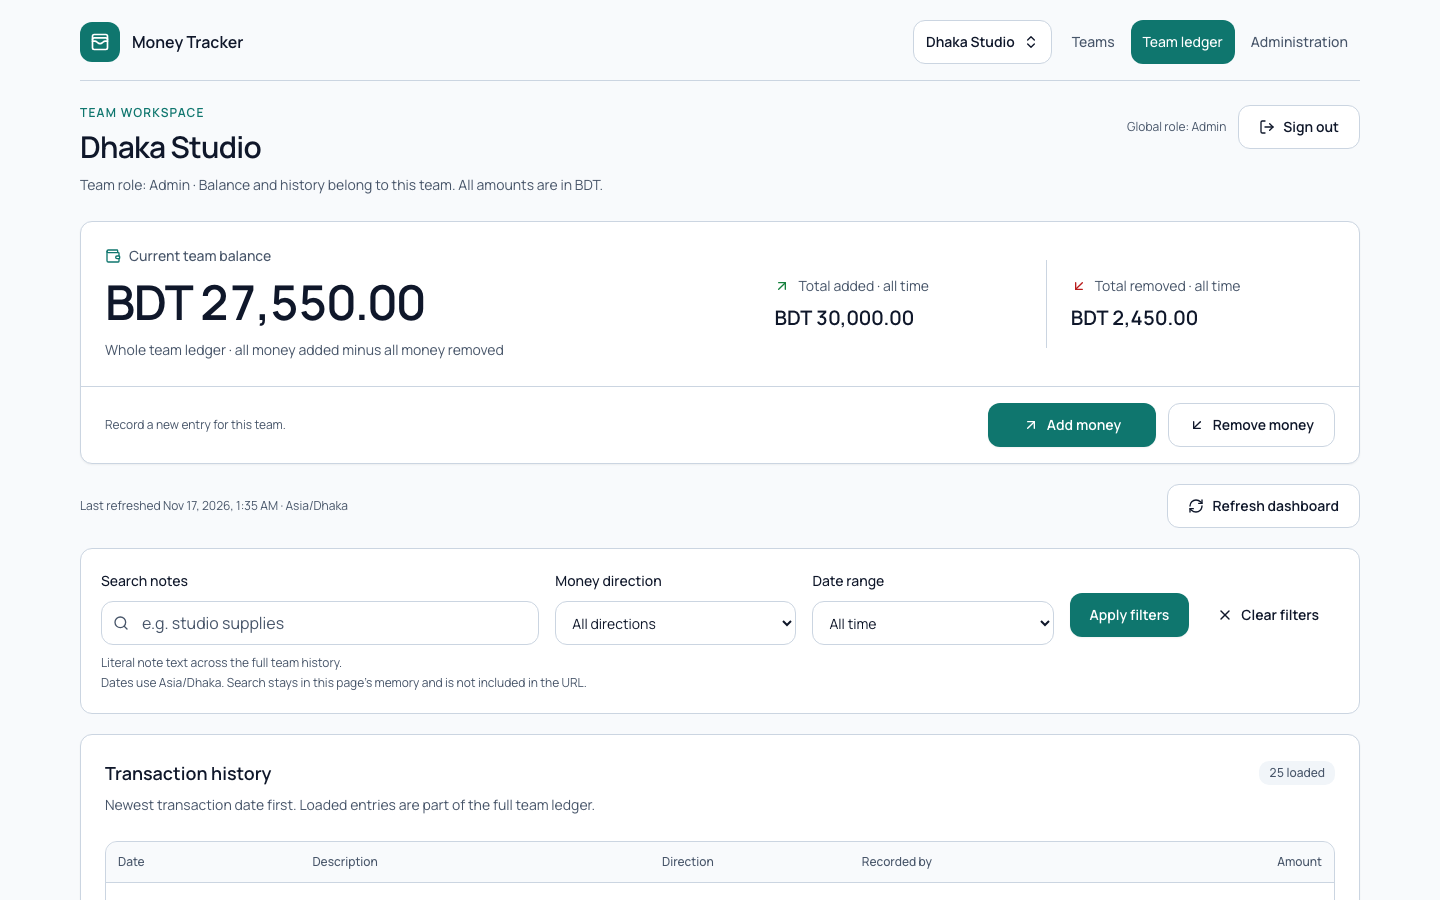 Money Tracker
Dhaka Studio
Teams
Team ledger
Administration
TEAM WORKSPACE
Dhaka Studio
Team role: Admin · Balance and history belong to this team. All amounts are in BDT.
Global role: Admin
Sign out
Current team balance
BDT 27,550.00
Whole team ledger · all money added minus all money removed
Total added · all time
BDT 30,000.00
Total removed · all time
BDT 2,450.00
Record a new entry for this team.
Add money
Remove money
Last refreshed Nov 17, 2026, 1:35 AM · Asia/Dhaka
Refresh dashboard
Search notes
e.g. studio supplies
Money direction
All directions
Date range
All time
Apply filters
Clear filters
Literal note text across the full team history.
Dates use Asia/Dhaka. Search stays in this page's memory and is not included in the URL.
Transaction history
25 loaded
Newest transaction date first. Loaded entries are part of the full team ledger.
Date
Description
Direction
Recorded by
Amount